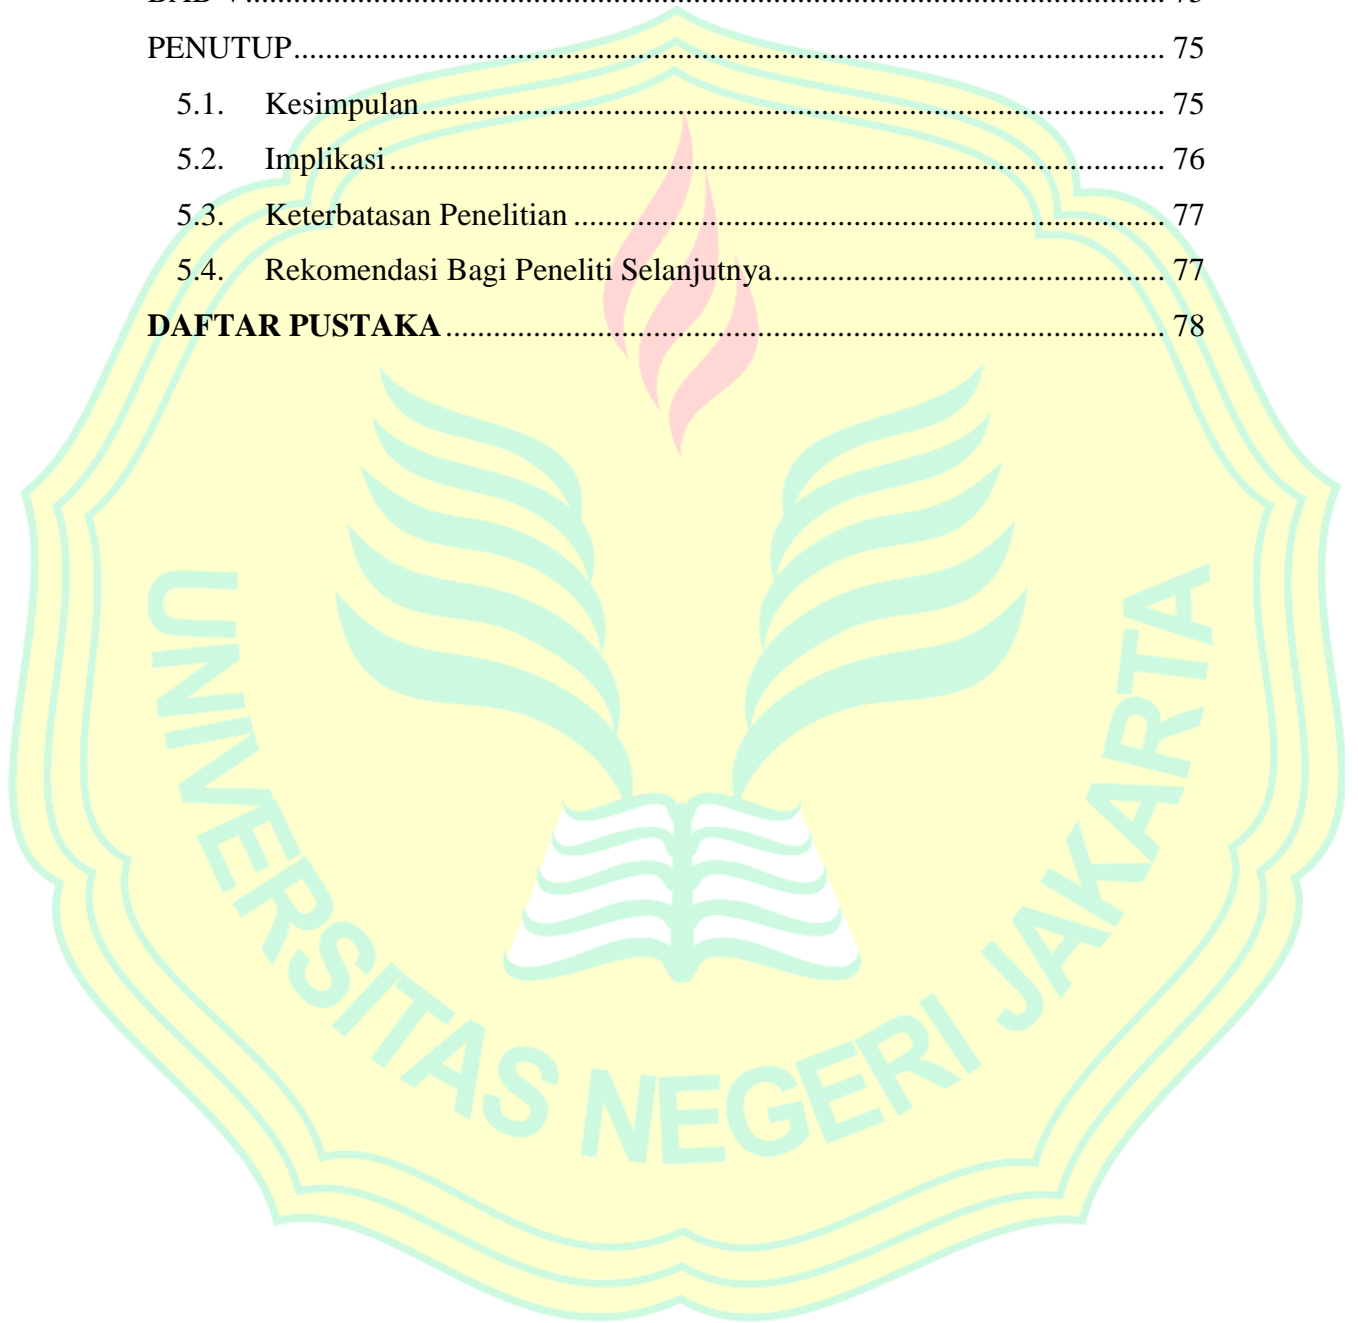 PENUTUP........................................................................................................... 75
5.1. Kesimpulan........................................................................................... 75
5.2. Implikasi............................................................................................... 76
5.3. Keterbatasan Penelitian........................................................................ 77
5.4. Rekomendasi Bagi Peneliti Selanjutnya................................................ 77
DAFTAR PUSTAKA........................................................................................ 78
UNIVERSITAS NEGERI JAKARTA